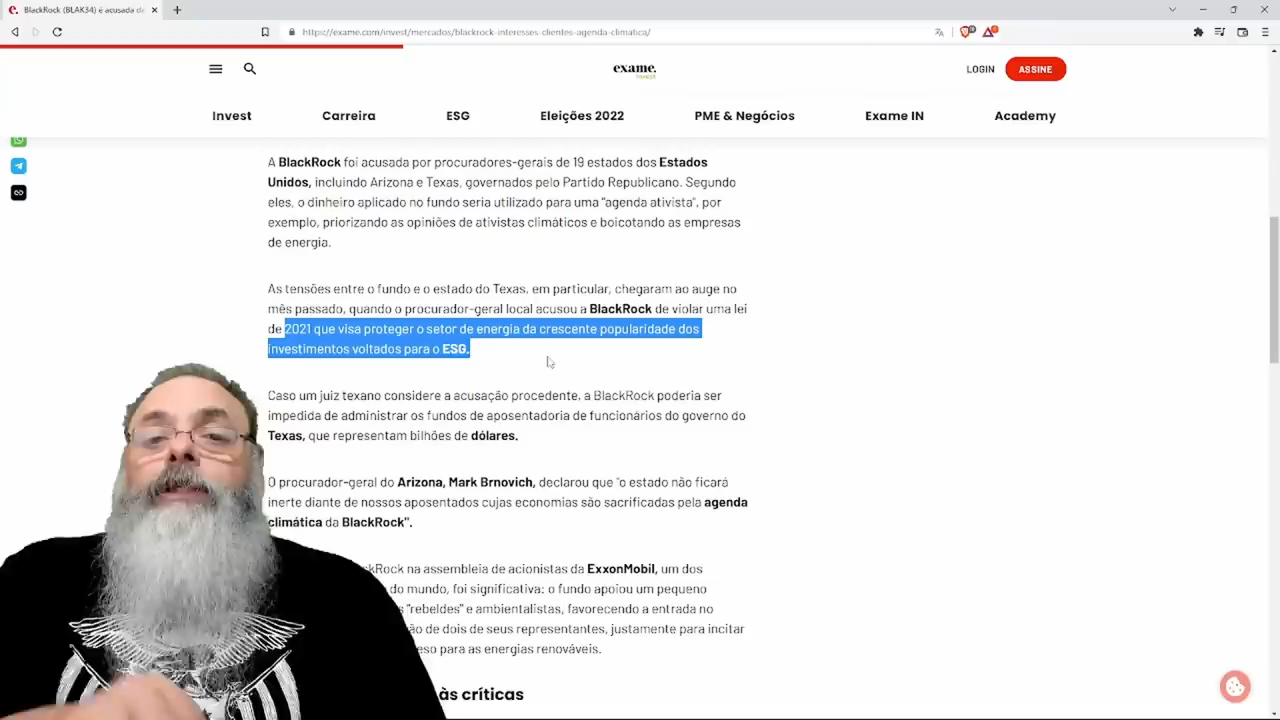 BlackRock (BLAK34) é acusada de
https://exame.com/invest/mercados/blackrock-interesses-clientes-agenda-climatica/
exame.
invest
LOGIN
ASSINE
Invest
Carreira
ESG
Eleições 2022
PME & Negócios
Exame IN
Academy
A BlackRock foi acusada por procuradores-gerais de 19 estados dos Estados
Unidos, incluindo Arizona e Texas, governados pelo Partido Republicano. Segundo
eles, o dinheiro aplicado no fundo seria utilizado para uma "agenda ativista", por
exemplo, priorizando as opiniões de ativistas climáticos e boicotando as empresas
de energia.
As tensões entre o fundo e o estado do Texas, em particular, chegaram ao auge no
mês passado, quando o procurador-geral local acusou a BlackRock de violar uma lei
de 2021 que visa proteger o setor de energia da crescente popularidade dos
investimentos voltados para o ESG.
Caso um juiz texano considere a acusação procedente, a BlackRock poderia ser
impedida de administrar os fundos de aposentadoria de funcionários do governo do
Texas, que representam bilhões de dólares.
O procurador-geral do Arizona, Mark Brnovich, declarou que "o estado não ficará
inerte diante de nossos aposentados cujas economias são sacrificadas pela agenda
climática da BlackRock".
ckRock na assembleia de acionistas da ExxonMobil, um dos
do mundo, foi significativa: o fundo apoiou um pequeno
s "rebeldes" e ambientalistas, favorecendo a entrada no
ão de dois de seus representantes, justamente para incitar
eso para as energias renováveis.
às críticas